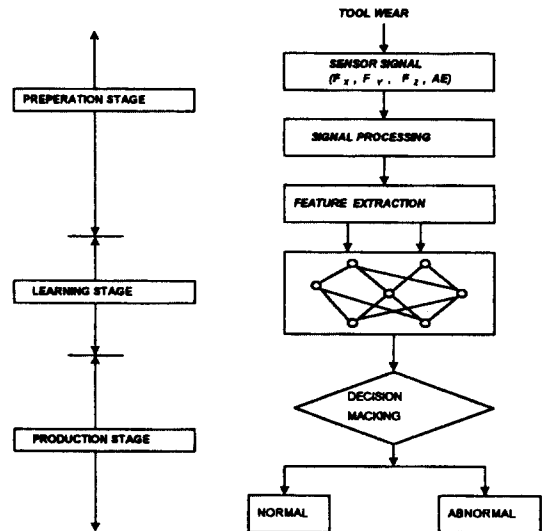 TOOL WEAR
SENSOR SIGNAL
(F X, F Y, F Z, AE)
PREPERATION STAGE
SIGNAL PROCESSING
FEATURE EXTRACTION
LEARNING STAGE
DECISION
MACKING
PRODUCTION STAGE
NORMAL
ABNORMAL